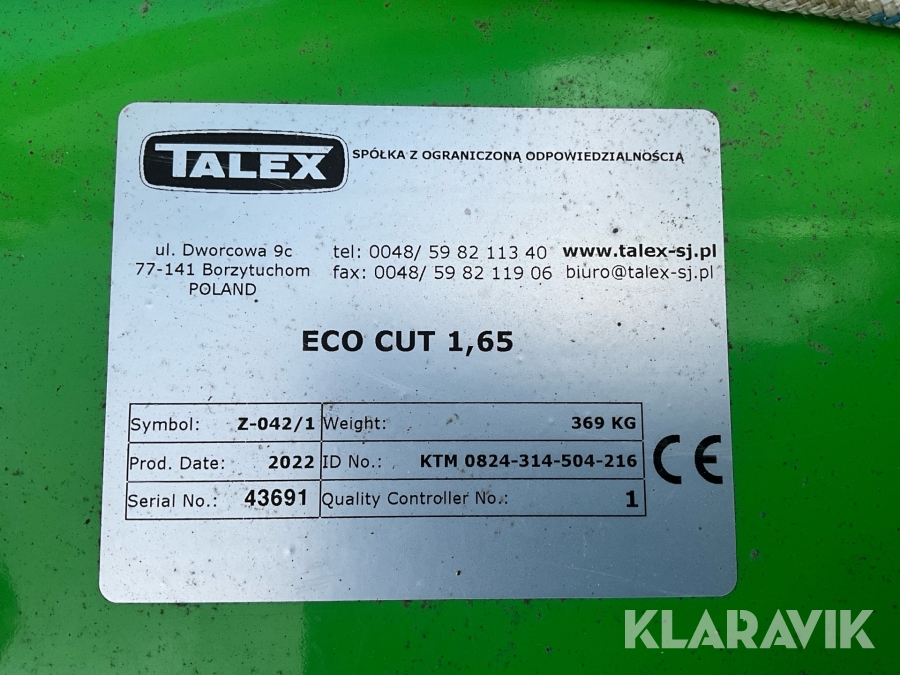 TALEX SPÓŁKA Z OGRANICZONĄ ODPOWIEDZIALNOŚCIĄ
ul. Dworcowa 9c tel: 0048/ 59 82 113 40 www.talex-sj.pl
77-141 Borzytuchom fax: 0048/ 59 82 119 06 biuro@talex-sj.pl
POLAND
ECO CUT 1,65
Symbol: Z-042/1 Weight: 369 KG
Prod. Date: 2022 ID No.: KTM 0824-314-504-216 CE
Serial No.: 43691 Quality Controller No.: 1
KLARAVIK